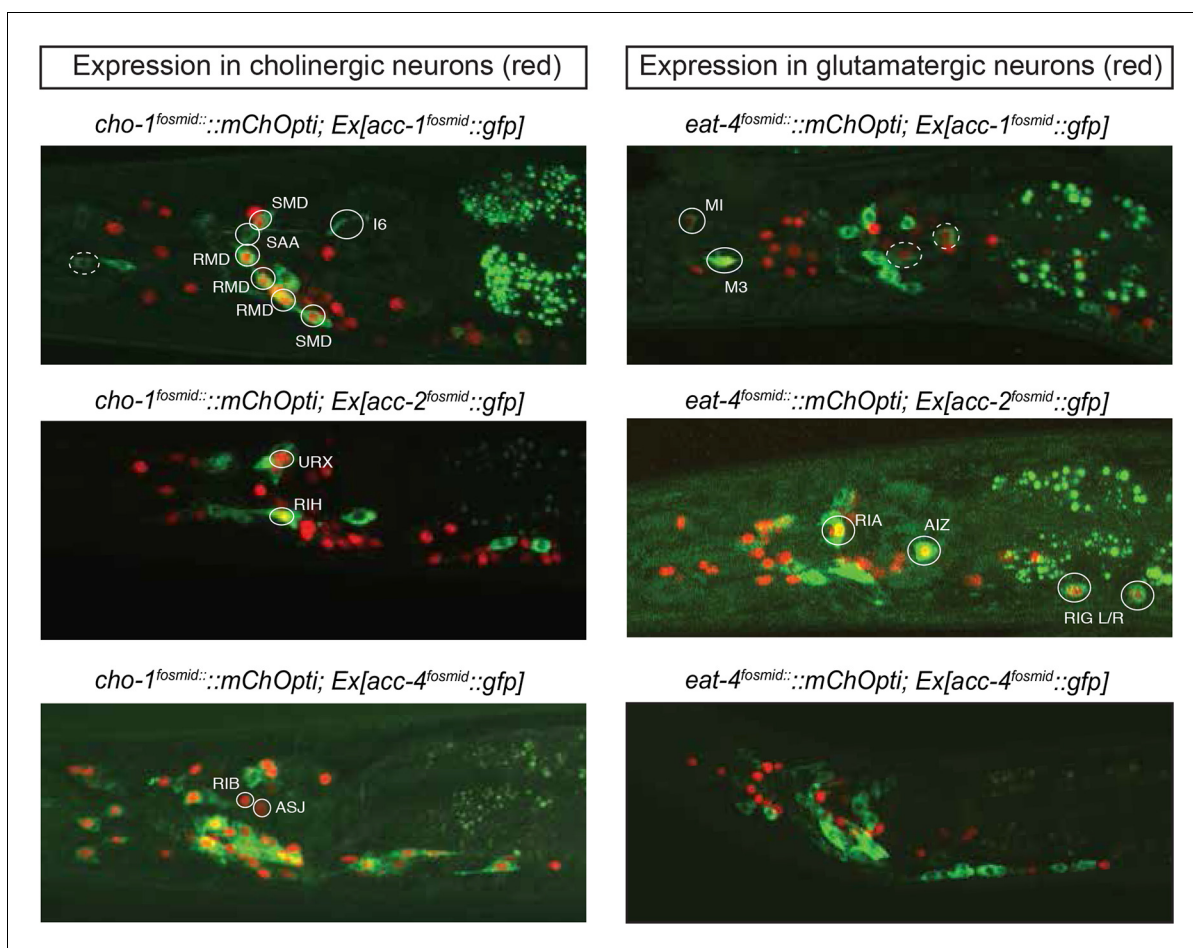 Expression in cholinergic neurons (red)
Expression in glutamatergic neurons (red)
cho-1fosmid::::mChOpti; Ex[acc-1fosmid::gfp]
eat-4fosmid::::mChOpti; Ex[acc-1fosmid::gfp]
SMD
I6
SAA
RMD
RMD
RMD
SMD
MI
M3
cho-1fosmid::::mChOpti; Ex[acc-2fosmid::gfp]
eat-4fosmid::::mChOpti; Ex[acc-2fosmid::gfp]
URX
RIH
RIA
AIZ
RIG L/R
cho-1fosmid::::mChOpti; Ex[acc-4fosmid::gfp]
eat-4fosmid::::mChOpti; Ex[acc-4fosmid::gfp]
RIB
ASJ